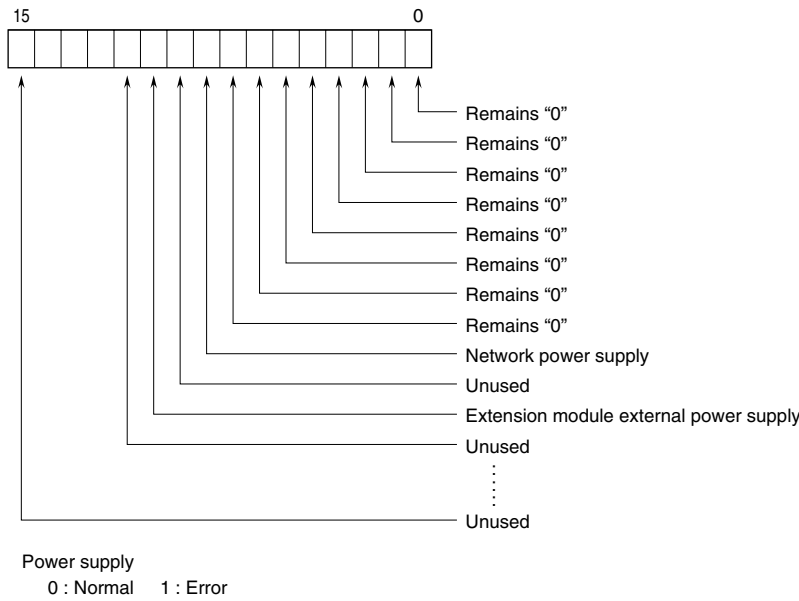 15 0
Remains “0”
Remains “0”
Remains “0”
Remains “0”
Remains “0”
Remains “0”
Remains “0”
Remains “0”
Network power supply
Unused
Extension module external power supply
Unused
Unused
Power supply
0 : Normal 1 : Error